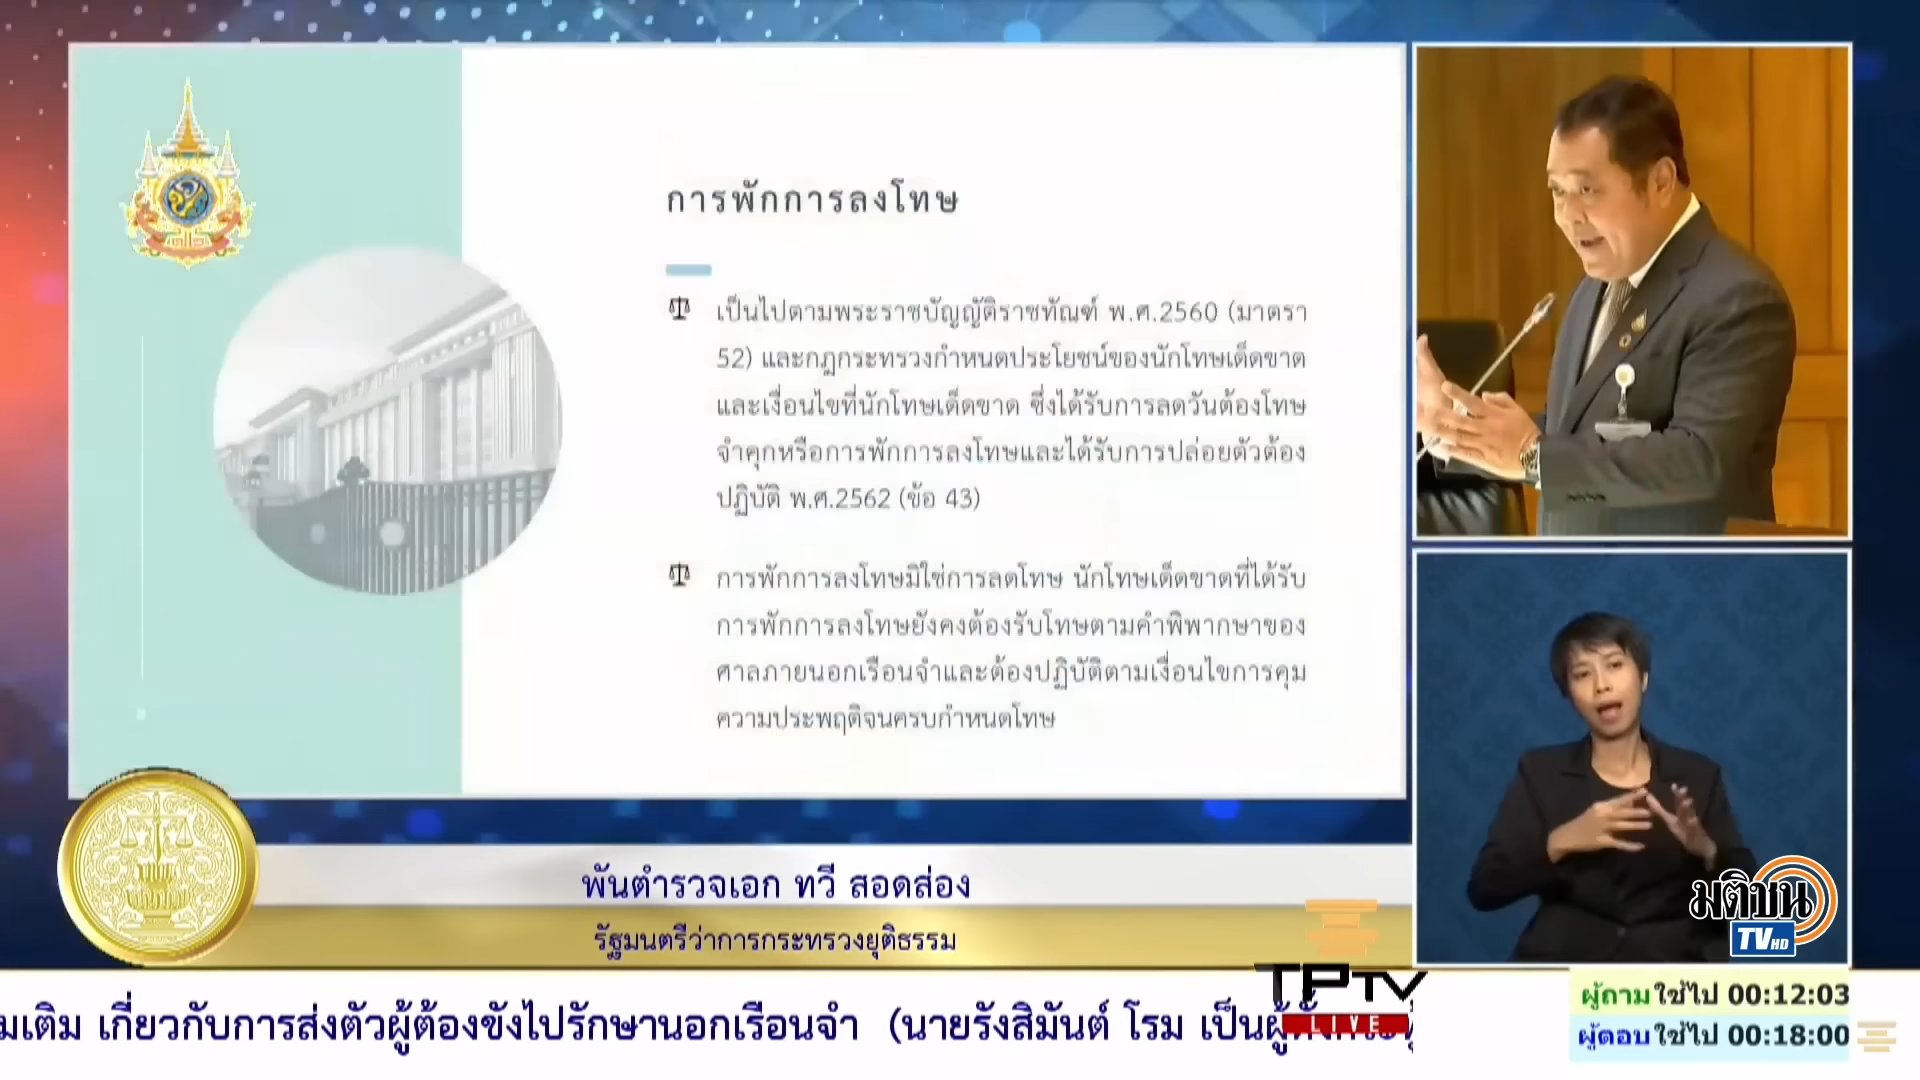 การพักการลงโทษ
เป็นไปตามพระราชบัญญัติราชทัณฑ์ พ.ศ.2560 (มาตรา
52) และกฎกระทรวงกำหนดประโยชน์ของนักโทษเด็ดขาด
และเงื่อนไขที่นักโทษเด็ดขาด ซึ่งได้รับการลดวันต้องโทษ
จำคุกหรือการพักการลงโทษและได้รับการปล่อยตัวต้อง
ปฏิบัติ พ.ศ.2562 (ข้อ 43)
การพักการลงโทษมิใช่การลดโทษ นักโทษเด็ดขาดที่ได้รับ
การพักการลงโทษยังคงต้องรับโทษตามคำพิพากษาของ
ศาลภายนอกเรือนจำและต้องปฏิบัติตามเงื่อนไขการคุม
ความประพฤติจนครบกำหนดโทษ
พันตำรวจเอก ทวี สอดส่อง
รัฐมนตรีว่าการกระทรวงยุติธรรม
มติชน
TV HD
TPTV
LIVE
เกี่ยวกับการส่งตัวผู้ต้องขังไปรักษานอกเรือนจำ (นายรังสิมันต์ โรม เป็น
ผู้ถาม ใช้ไป 00:12:03
ผู้ตอบ ใช้ไป 00:18:00